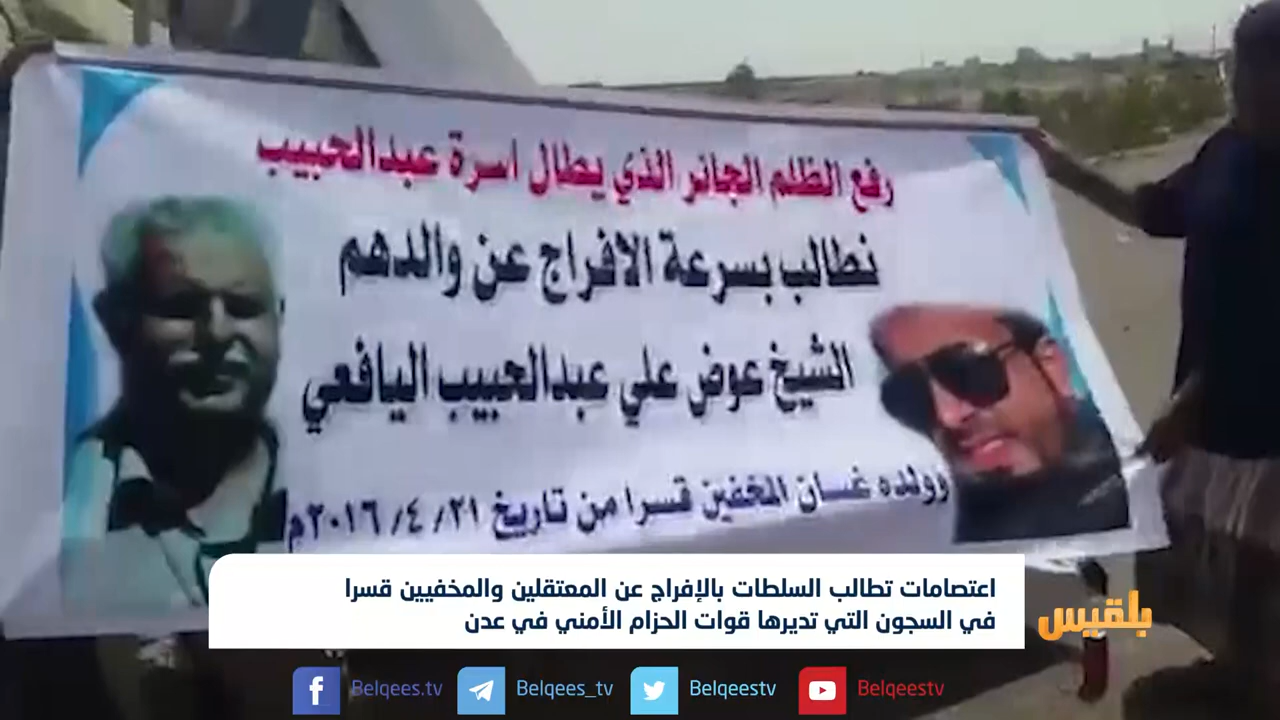 رفع الظلم الجائر الذي يطال اسرة عبدالحبيب
نطالب بسرعة الافراج عن والدهم
الشيخ عوض علي عبدالحبيب اليافعي
وولده غسان المخفين قسرا من تاريخ ٢١/ ٤/ ٢٠١٦م
اعتصامات تطالب السلطات بالإفراج عن المعتقلين والمخفيين قسرا
في السجون التي تديرها قوات الحزام الأمني في عدن
بلقيس
Belqees.tv
Belqees_tv
Belqeestv
Belqeestv